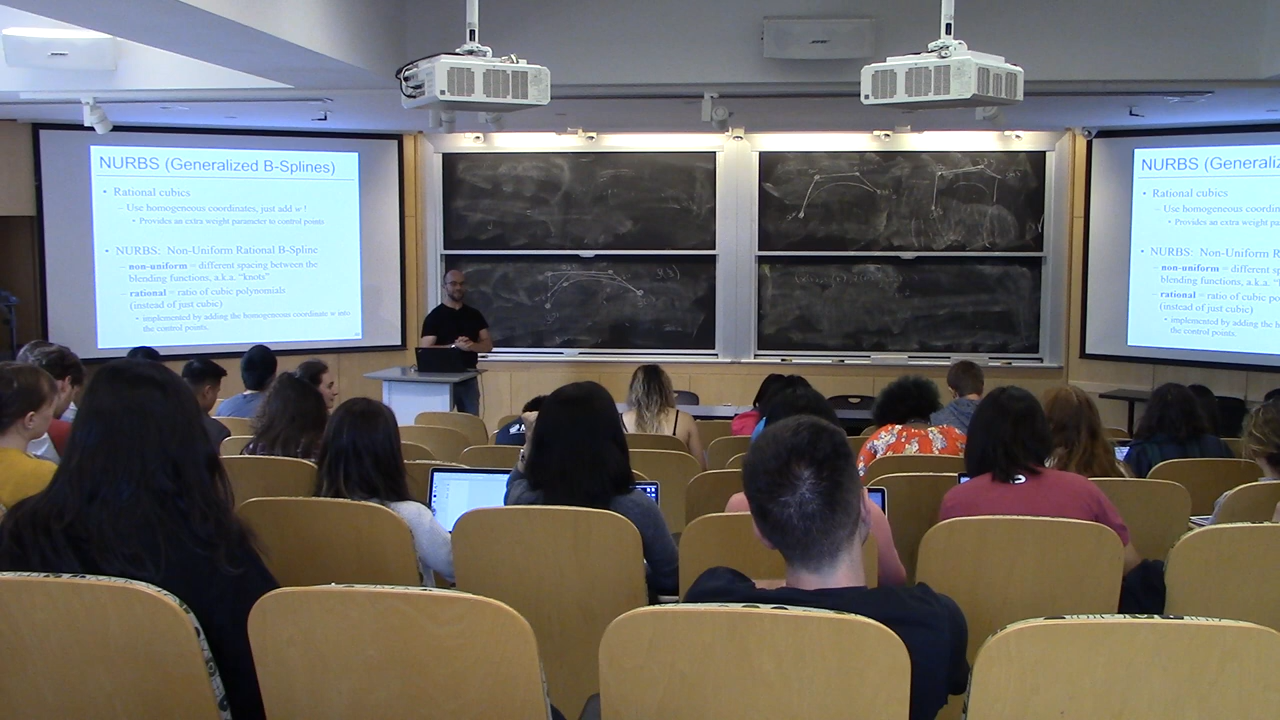 NURBS (Generalized B-Splines)
• Rational cubics
– Use homogeneous coordinates, just add w !
• Provides an extra weight parameter to control points
• NURBS: Non-Uniform Rational B-Spline
– non-uniform = different spacing between the
blending functions, a.k.a. "knots"
– rational = ratio of cubic polynomials
(instead of just cubic)
• implemented by adding the homogeneous coordinate w into
the control points.
NURBS (Generaliz
• Rational cubics
– Use homogeneous coordin
• Provides an extra weight pa
• NURBS: Non-Uniform R
– non-uniform = different sp
blending functions, a.k.a. "k
– rational = ratio of cubic po
(instead of just cubic)
• implemented by adding the h
the control points.